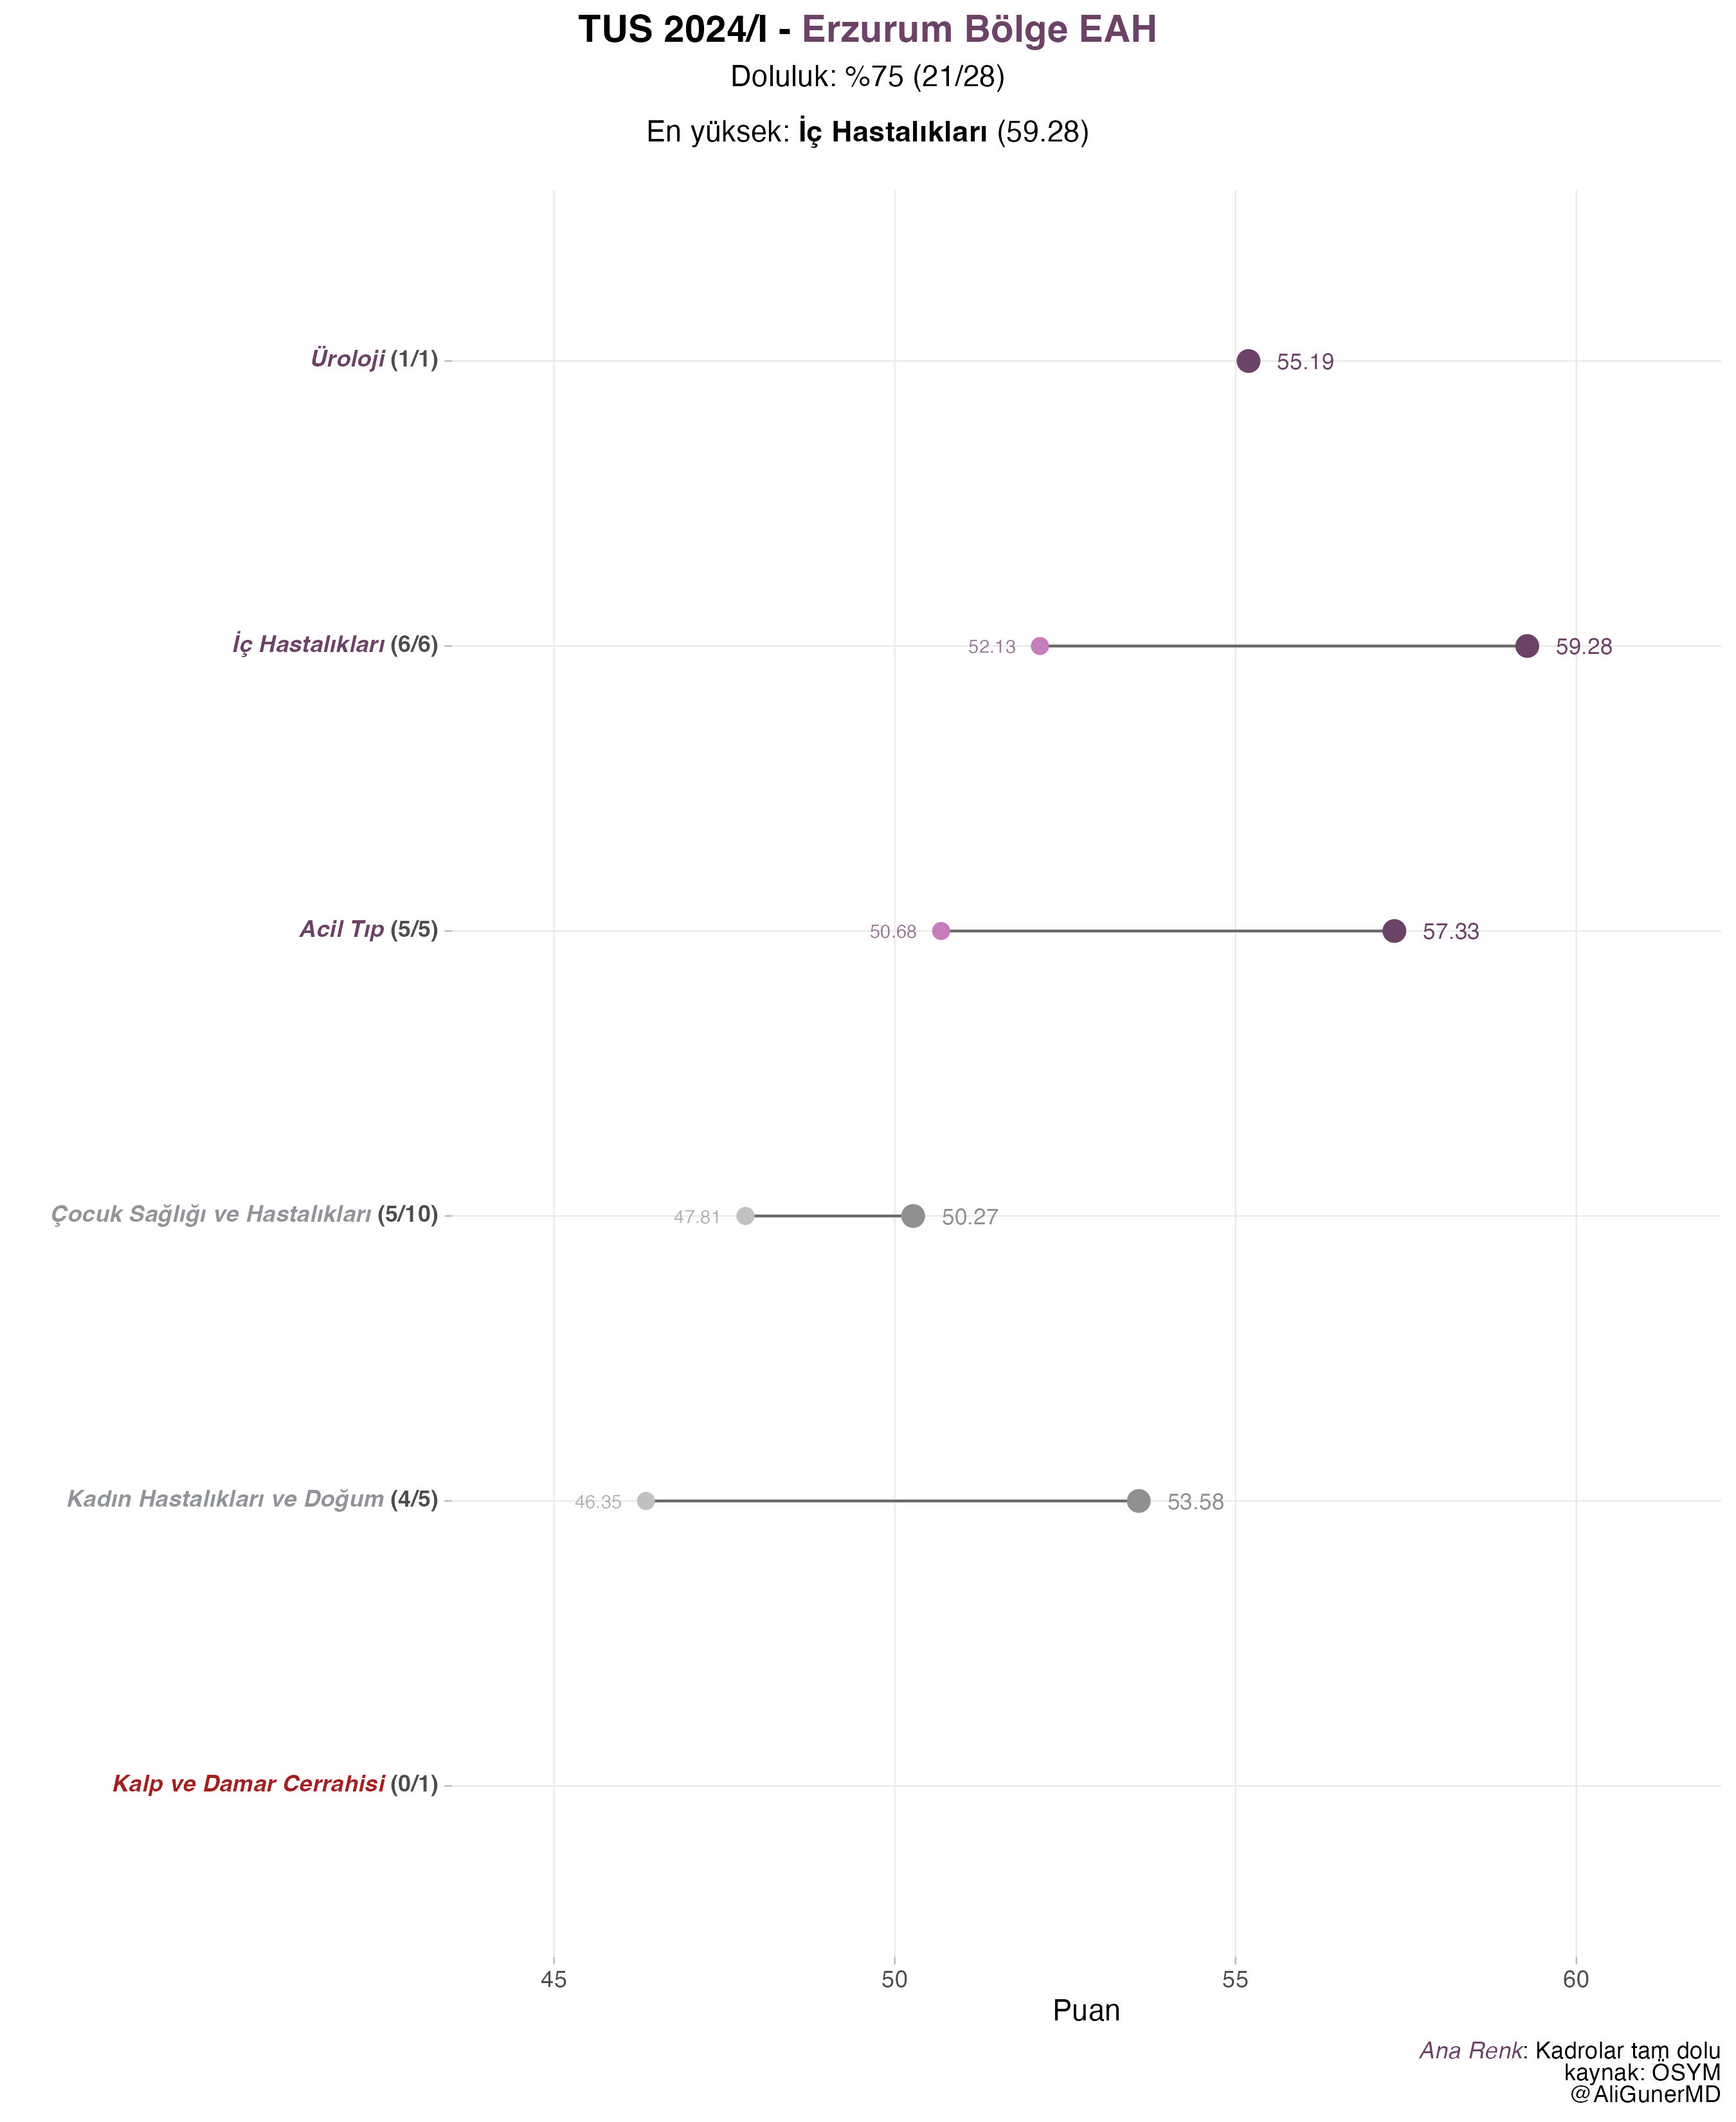 TUS 2024/I - Erzurum Bölge EAH
Doluluk: %75 (21/28)
En yüksek: İç Hastalıkları (59.28)
Üroloji (1/1)
55.19
İç Hastalıkları (6/6)
52.13
59.28
Acil Tıp (5/5)
50.68
57.33
Çocuk Sağlığı ve Hastalıkları (5/10)
47.81
50.27
Kadın Hastalıkları ve Doğum (4/5)
46.35
53.58
Kalp ve Damar Cerrahisi (0/1)
45
50
55
60
Puan
Ana Renk: Kadrolar tam dolu
kaynak: ÖSYM
@AliGunerMD